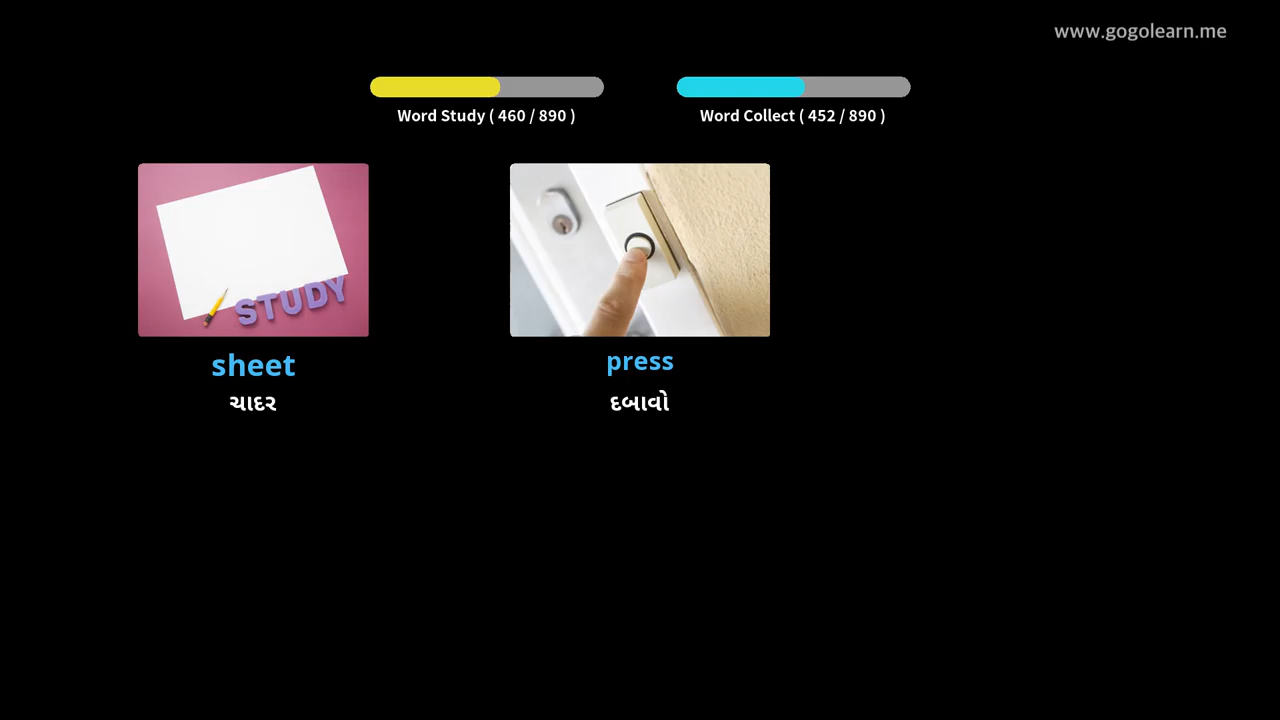 www.gogolearn.me
Word Study ( 460 / 890 )
Word Collect ( 452 / 890 )
STUDY
sheet
ચાદર
press
દબાવો